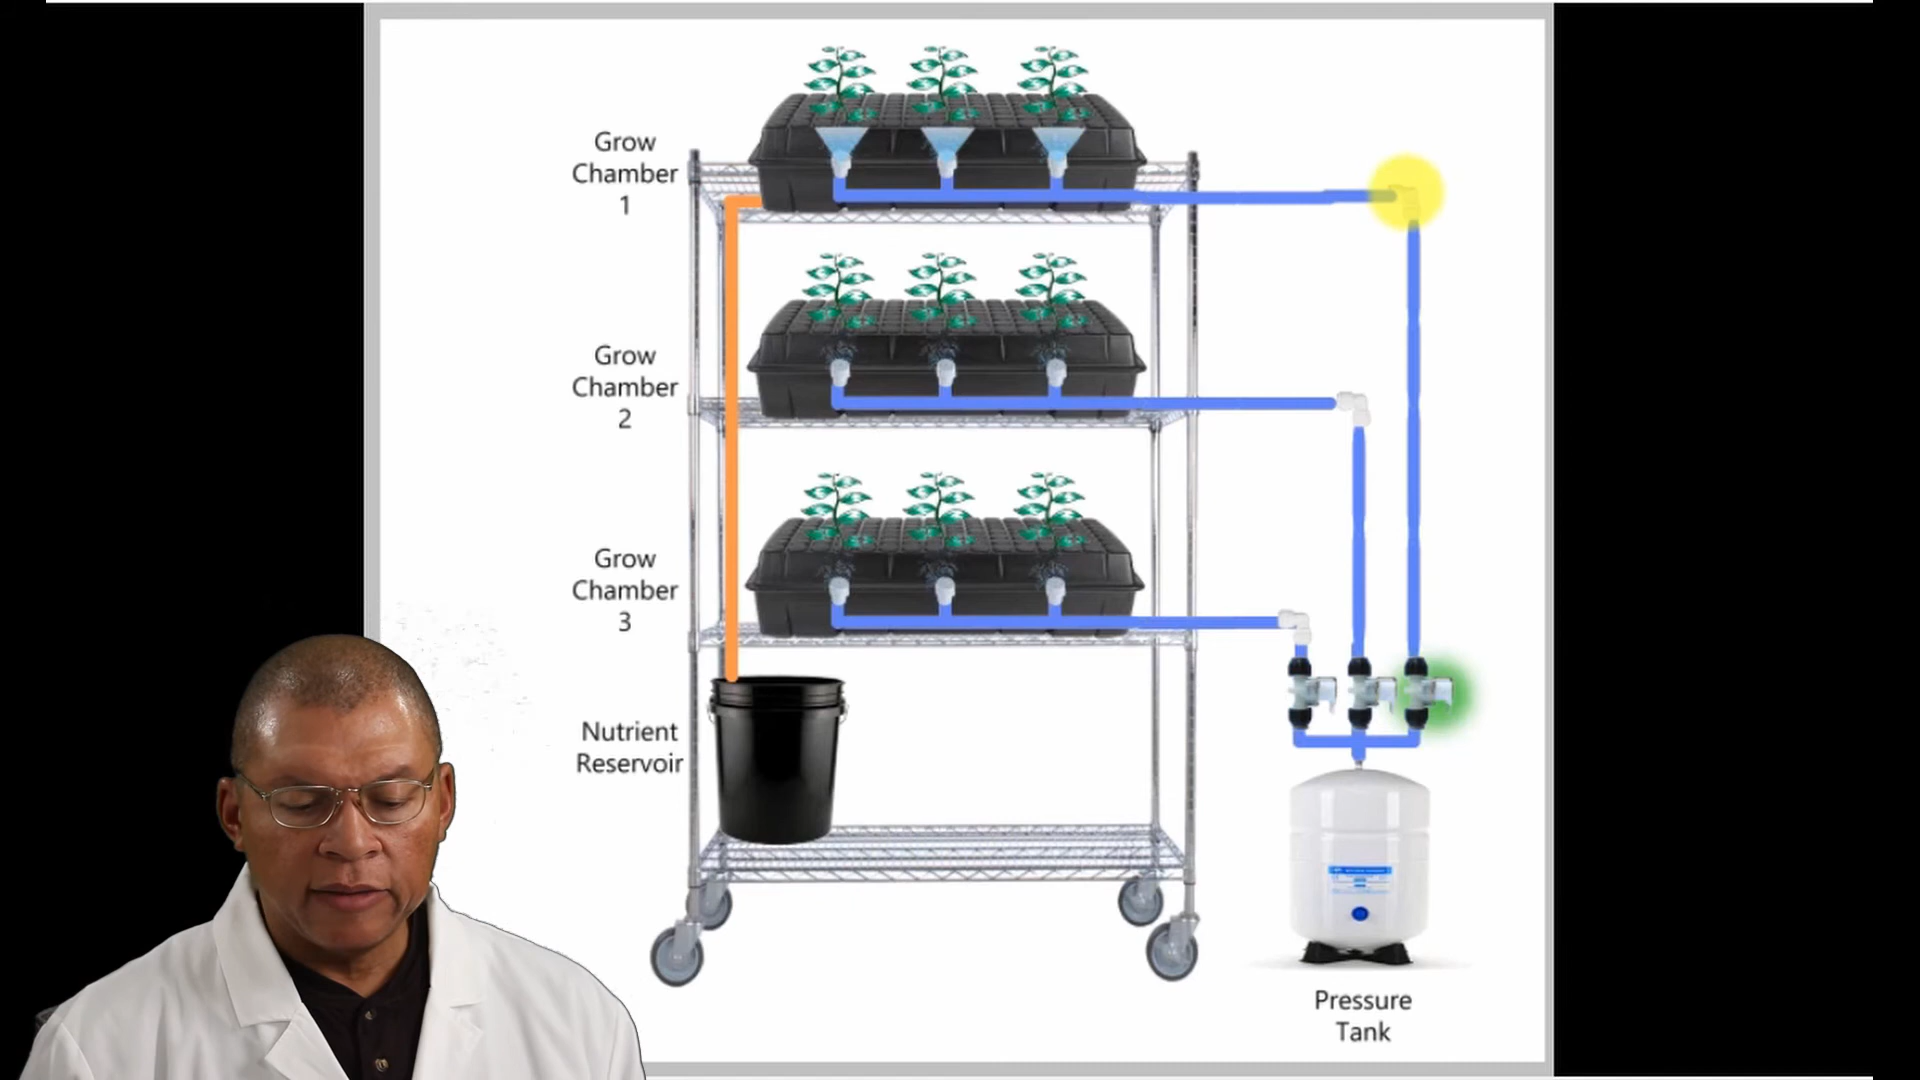 Grow
Chamber
1
Grow
Chamber
2
Grow
Chamber
3
Nutrient
Reservoir
Pressure
Tank